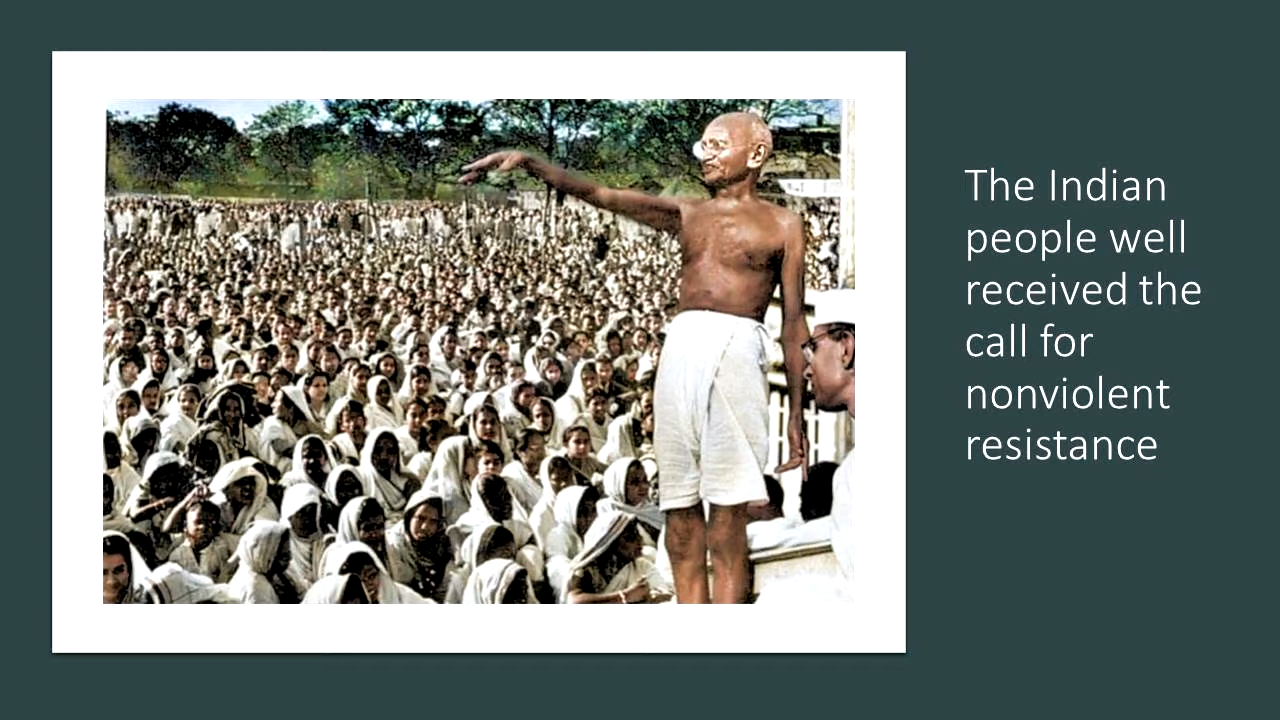 The Indian
people well
received the
call for
nonviolent
resistance